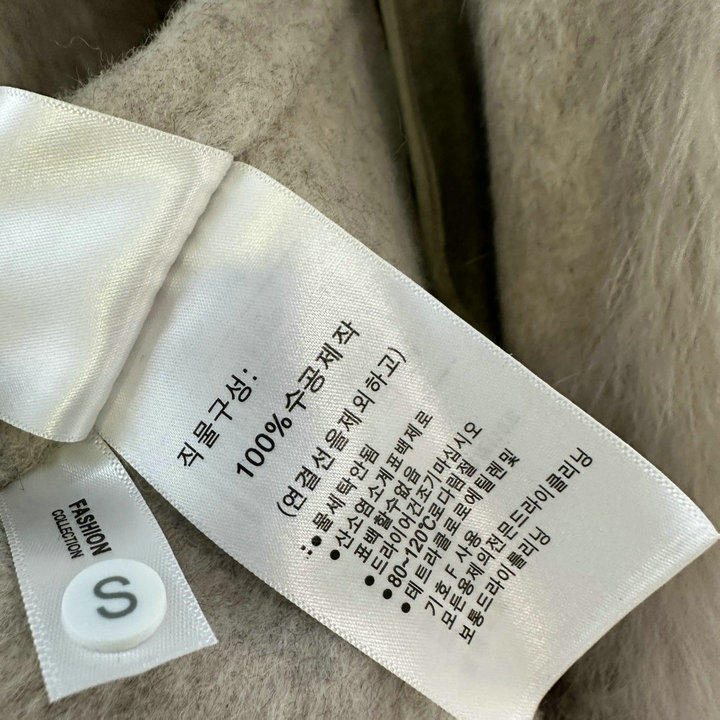 직물구성:
100%수공제작
(연결선을제외하고)
:●물세탁안됨
●산소염소계표백제로
표백할수없음
●드라이어건조기마십시오
●80-120℃로다림질
●테트라클로로에틸렌및
기호F사용
모든용제의전문드라이클리닝
보통드라이틀리닝
FASHION
COLLECTION
S